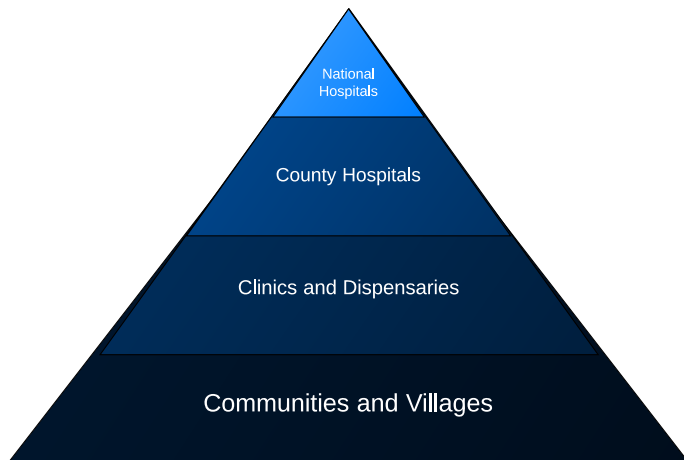 National
Hospitals
County Hospitals
Clinics and Dispensaries
Communities and Villages